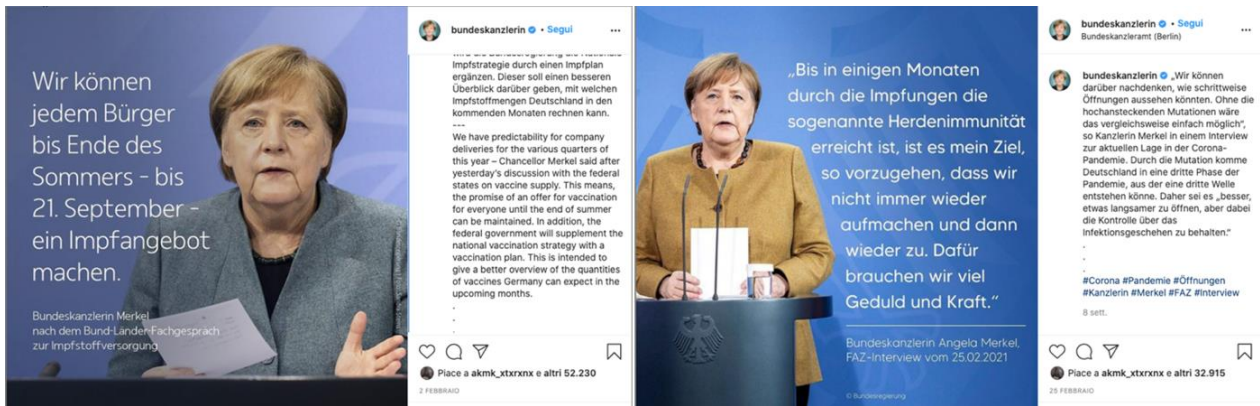 Wir können
jedem Bürger
bis Ende des
Sommers - bis
21. September -
ein Impfangebot
machen.
Bundeskanzlerin Merkel
nach dem Bund-Länder-Fachgespräch
zur Impfstoffversorgung.
bundeskanzlerin • Segui
wird die Bundesregierung die Nationale
Impfstrategie durch einen Impfplan
ergänzen. Dieser soll einen besseren
Überblick darüber geben, mit welchen
Impfstoffmengen Deutschland in den
kommenden Monaten rechnen kann.
---
We have predictability for company
deliveries for the various quarters of
this year – Chancellor Merkel said after
yesterday's discussion with the federal
states on vaccine supply. This means,
the promise of an offer for vaccination
for everyone until the end of summer
can be maintained. In addition, the
federal government will supplement the
national vaccination strategy with a
vaccination plan. This is intended to
give a better overview of the quantities
of vaccines Germany can expect in the
upcoming months.
.
.
.
Piace a akmk_xtxrxnx e altri 52.230
2 FEBBRAIO
„Bis in einigen Monaten
durch die Impfungen die
sogenannte Herdenimmunität
erreicht ist, ist es mein Ziel,
so vorzugehen, dass wir
nicht immer wieder
aufmachen und dann
wieder zu. Dafür
brauchen wir viel
Geduld und Kraft.“
Bundeskanzlerin Angela Merkel,
FAZ-Interview vom 25.02.2021
© Bundesregierung
bundeskanzlerin • Segui
Bundeskanzleramt (Berlin)
bundeskanzlerin „Wir können
darüber nachdenken, wie schrittweise
Öffnungen aussehen könnten. Ohne die
hochansteckenden Mutationen wäre
das vergleichsweise einfach möglich“,
so Kanzlerin Merkel in einem Interview
zur aktuellen Lage in der Corona-
Pandemie. Durch die Mutation komme
Deutschland in eine dritte Phase der
Pandemie, aus der eine dritte Welle
entstehen könne. Daher sei es „besser,
etwas langsamer zu öffnen, aber dabei
die Kontrolle über das
Infektionsgeschehen zu behalten.“
.
.
.
#Corona #Pandemie #Öffnungen
#Kanzlerin #Merkel #FAZ #Interview
8 sett.
Piace a akmk_xtxrxnx e altri 32.915
25 FEBBRAIO